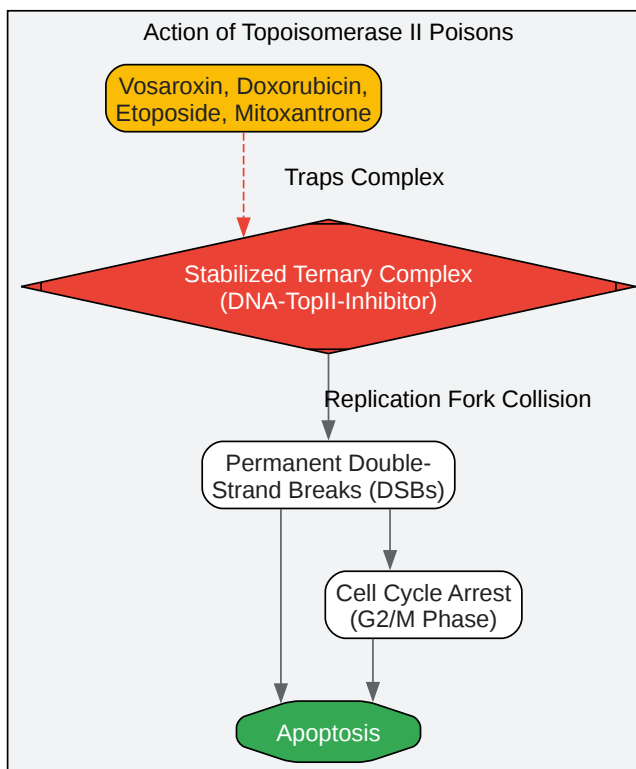 Action of Topoisomerase II Poisons
Vosaroxin, Doxorubicin,
Etoposide, Mitoxantrone
Traps Complex
Stabilized Ternary Complex
(DNA-TopII-Inhibitor)
Replication Fork Collision
Permanent Double-
Strand Breaks (DSBs)
Cell Cycle Arrest
(G2/M Phase)
Apoptosis